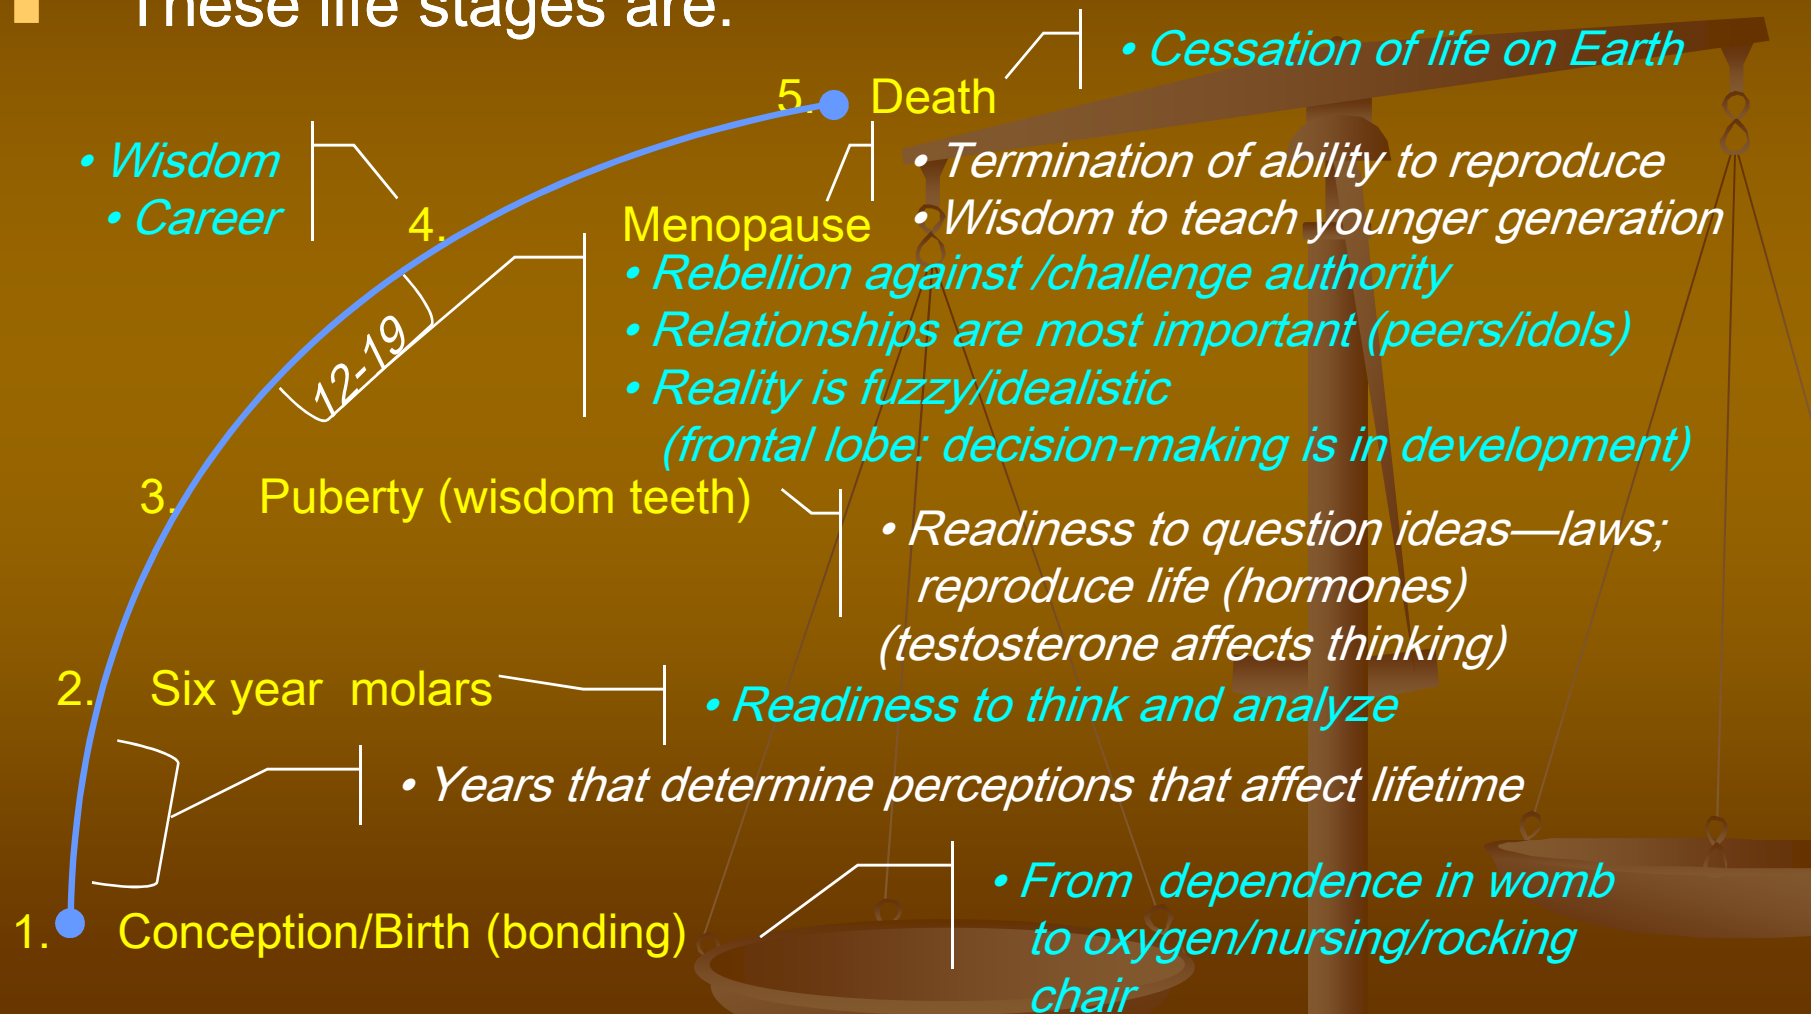 These life stages are:
• Cessation of life on Earth
5. Death
• Wisdom
• Career
• Termination of ability to reproduce
• Wisdom to teach younger generation
4. Menopause
• Rebellion against /challenge authority
• Relationships are most important (peers/idols)
• Reality is fuzzy/idealistic
(frontal lobe: decision-making is in development)
12-19
3. Puberty (wisdom teeth)
• Readiness to question ideas—laws;
reproduce life (hormones)
(testosterone affects thinking)
2. Six year molars
• Readiness to think and analyze
• Years that determine perceptions that affect lifetime
• From dependence in womb
to oxygen/nursing/rocking
chair
1. Conception/Birth (bonding)